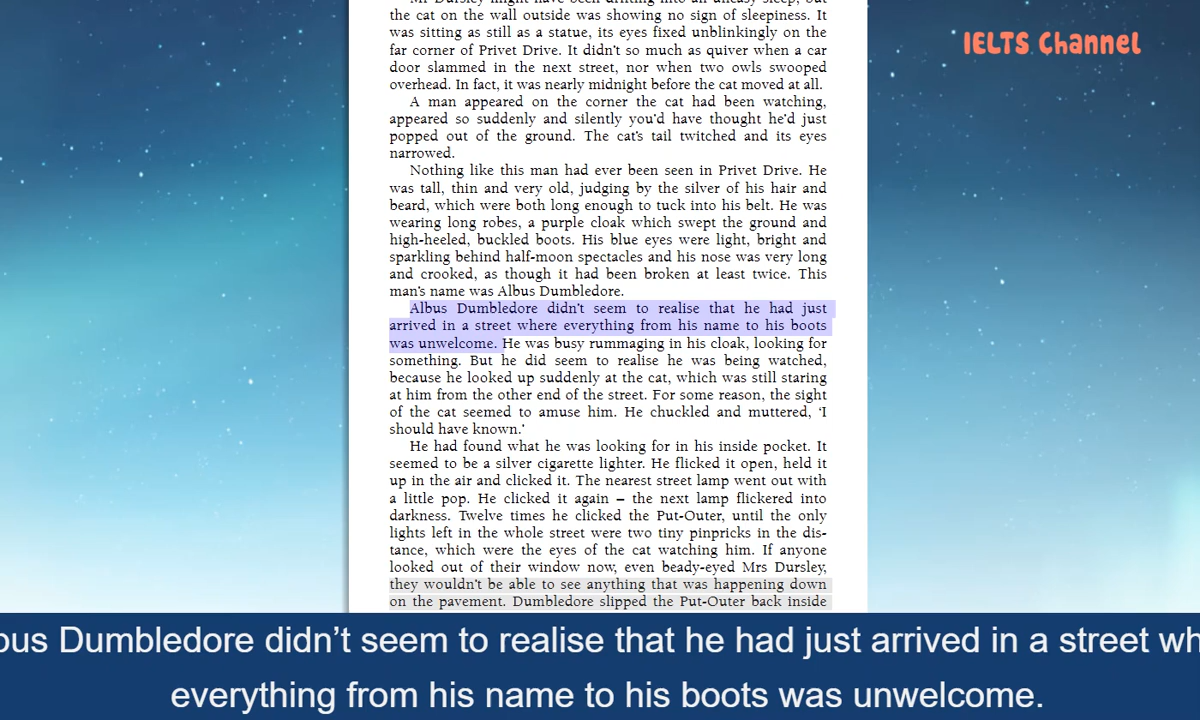 IELTS Channel
Mr Dursley might have been drifting into an uneasy sleep, but
the cat on the wall outside was showing no sign of sleepiness. It
was sitting as still as a statue, its eyes fixed unblinkingly on the
far corner of Privet Drive. It didn't so much as quiver when a car
door slammed in the next street, nor when two owls swooped
overhead. In fact, it was nearly midnight before the cat moved at all.
A man appeared on the corner the cat had been watching,
appeared so suddenly and silently you'd have thought he'd just
popped out of the ground. The cat's tail twitched and its eyes
narrowed.
Nothing like this man had ever been seen in Privet Drive. He
was tall, thin and very old, judging by the silver of his hair and
beard, which were both long enough to tuck into his belt. He was
wearing long robes, a purple cloak which swept the ground and
high-heeled, buckled boots. His blue eyes were light, bright and
sparkling behind half-moon spectacles and his nose was very long
and crooked, as though it had been broken at least twice. This
man's name was Albus Dumbledore.
Albus Dumbledore didn't seem to realise that he had just
arrived in a street where everything from his name to his boots
was unwelcome. He was busy rummaging in his cloak, looking for
something. But he did seem to realise he was being watched,
because he looked up suddenly at the cat, which was still staring
at him from the other end of the street. For some reason, the sight
of the cat seemed to amuse him. He chuckled and muttered, 'I
should have known.'
He had found what he was looking for in his inside pocket. It
seemed to be a silver cigarette lighter. He flicked it open, held it
up in the air and clicked it. The nearest street lamp went out with
a little pop. He clicked it again – the next lamp flickered into
darkness. Twelve times he clicked the Put-Outer, until the only
lights left in the whole street were two tiny pinpricks in the dis-
tance, which were the eyes of the cat watching him. If anyone
looked out of their window now, even beady-eyed Mrs Dursley,
they wouldn't be able to see anything that was happening down
on the pavement. Dumbledore slipped the Put-Outer back inside
bus Dumbledore didn't seem to realise that he had just arrived in a street wh
everything from his name to his boots was unwelcome.